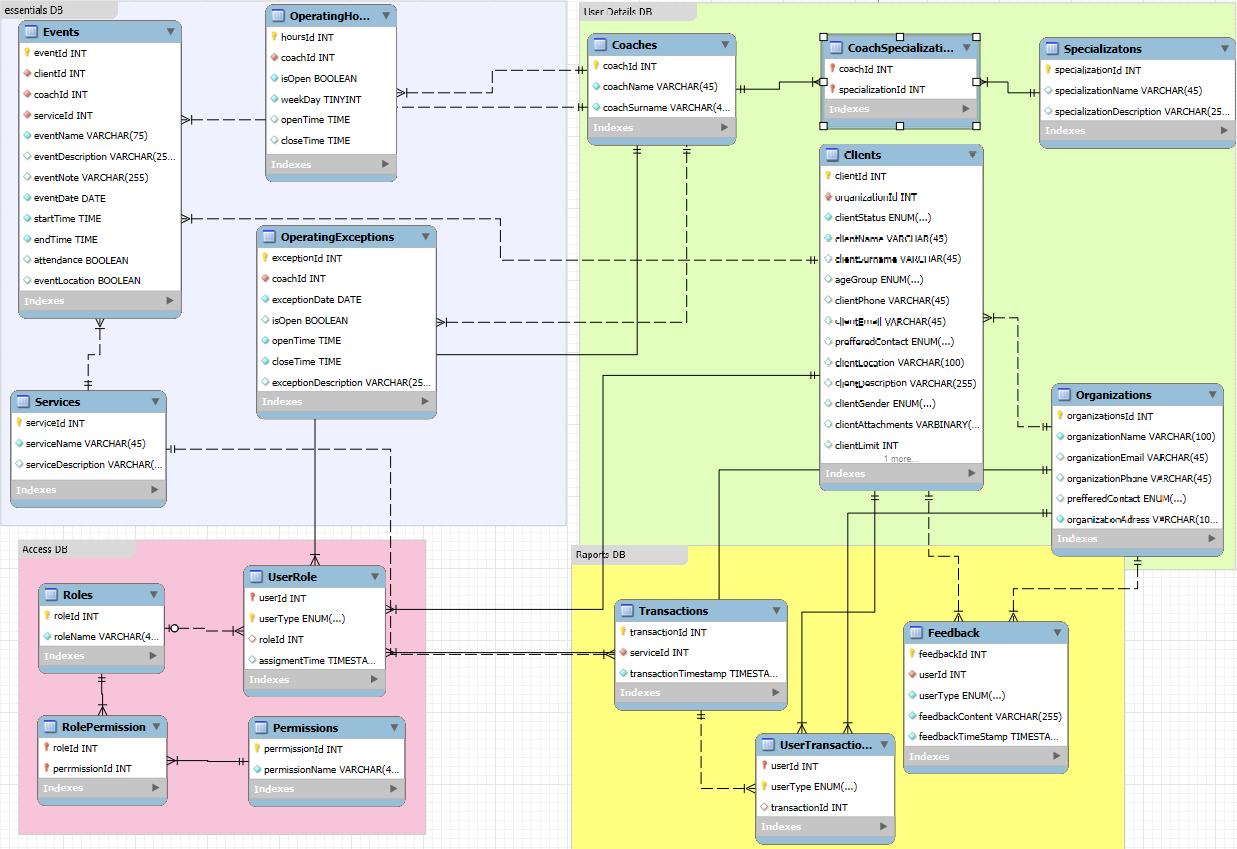 essentials DB
Events
eventId INT
clientId INT
coachId INT
serviceId INT
eventName VARCHAR(75)
eventDescription VARCHAR(25...
eventNote VARCHAR(255)
eventDate DATE
startTime TIME
endTime TIME
attendance BOOLEAN
eventLocation BOOLEAN
Indexes
OperatingHo...
hoursId INT
coachId INT
isOpen BOOLEAN
weekDay TINYINT
openTime TIME
closeTime TIME
Indexes
OperatingExceptions
exceptionId INT
coachId INT
exceptionDate DATE
isOpen BOOLEAN
openTime TIME
closeTime TIME
exceptionDescription VARCHAR(25...
Indexes
Services
serviceId INT
serviceName VARCHAR(45)
serviceDescription VARCHAR(...
Indexes
User Details DB
Coaches
coachId INT
coachName VARCHAR(45)
coachSurname VARCHAR(4...
Indexes
CoachSpecializati...
coachId INT
specializationId INT
Indexes
Specializatons
specializationId INT
specializationName VARCHAR(45)
specializationDescription VARCHAR(25...
Indexes
Clients
clientId INT
organizationId INT
clientStatus ENUM(...)
clientName VARCHAR(45)
clientSurname VARCHAR(45)
ageGroup ENUM(...)
clientPhone VARCHAR(45)
clientEmail VARCHAR(45)
prefferedContact ENUM(...)
clientLocation VARCHAR(100)
clientDescription VARCHAR(255)
clientGender ENUM(...)
clientAttachments VARBINARY(...
clientLimit INT
1 more...
Indexes
Organizations
organizationsId INT
organizationName VARCHAR(100)
organizationEmail VARCHAR(45)
organizationPhone VARCHAR(45)
prefferedContact ENUM(...)
organizationAdress VARCHAR(10...
Indexes
Access DB
Roles
roleId INT
roleName VARCHAR(4...
Indexes
UserRole
userId INT
userType ENUM(...)
roleId INT
assigmentTime TIMESTA...
Indexes
RolePermission
roleId INT
perrmissionId INT
Indexes
Permissions
perrmissionId INT
permissionName VARCHAR(4...
Indexes
Raports DB
Transactions
transactionId INT
serviceId INT
transactionTimestamp TIMESTA...
Indexes
UserTransactio...
userId INT
userType ENUM(...)
transactionId INT
Indexes
Feedback
feedbackId INT
userId INT
userType ENUM(...)
feedbackContent VARCHAR(255)
feedbackTimeStamp TIMESTA...
Indexes